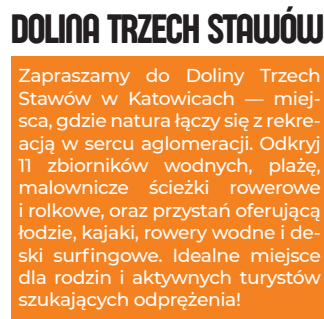 DOLINA TRZECH STAWÓW
Zapraszamy do Doliny Trzech
Stawów w Katowicach — miej-
sca, gdzie natura łączy się z rekre-
acją w sercu aglomeracji. Odkryj
11 zbiorników wodnych, plażę,
malownicze ścieżki rowerowe
i rolkowe, oraz przystań oferującą
łodzie, kajaki, rowery wodne i de-
ski surfingowe. Idealne miejsce
dla rodzin i aktywnych turystów
szukających odprężenia!